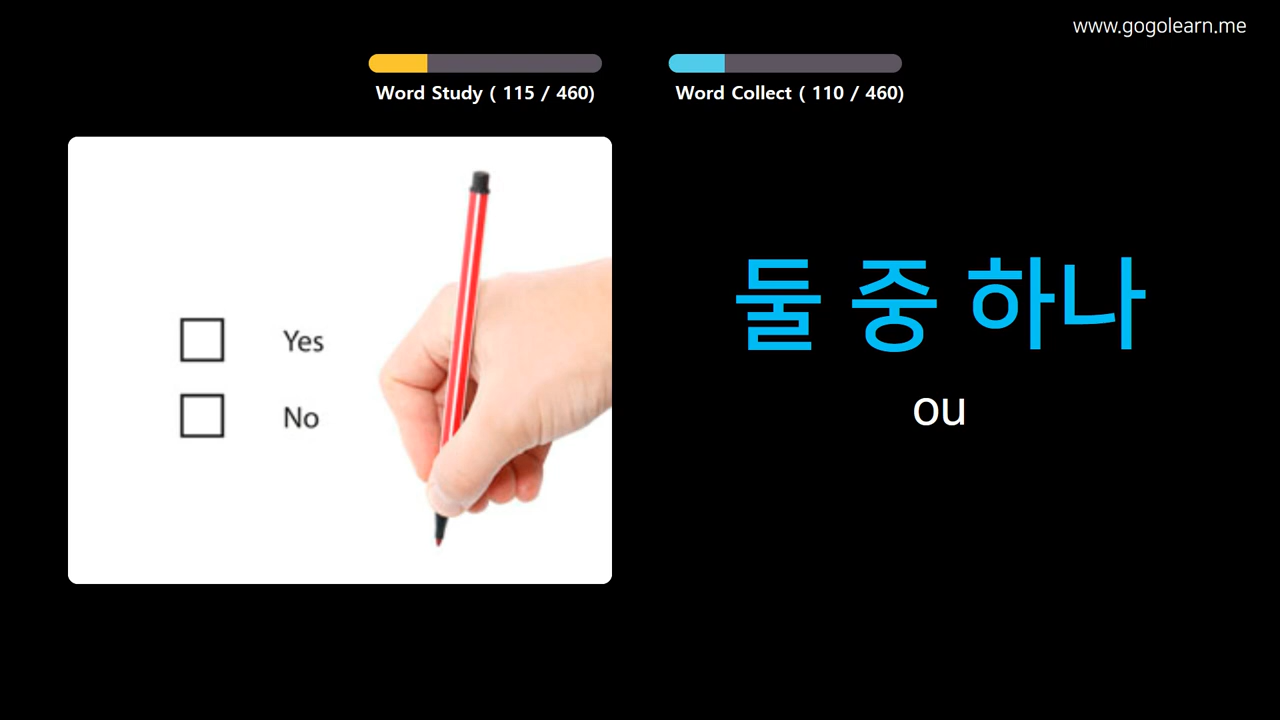 www.gogolearn.me
Word Study ( 115 / 460)
Word Collect ( 110 / 460)
Yes
No
둘 중 하나
ou